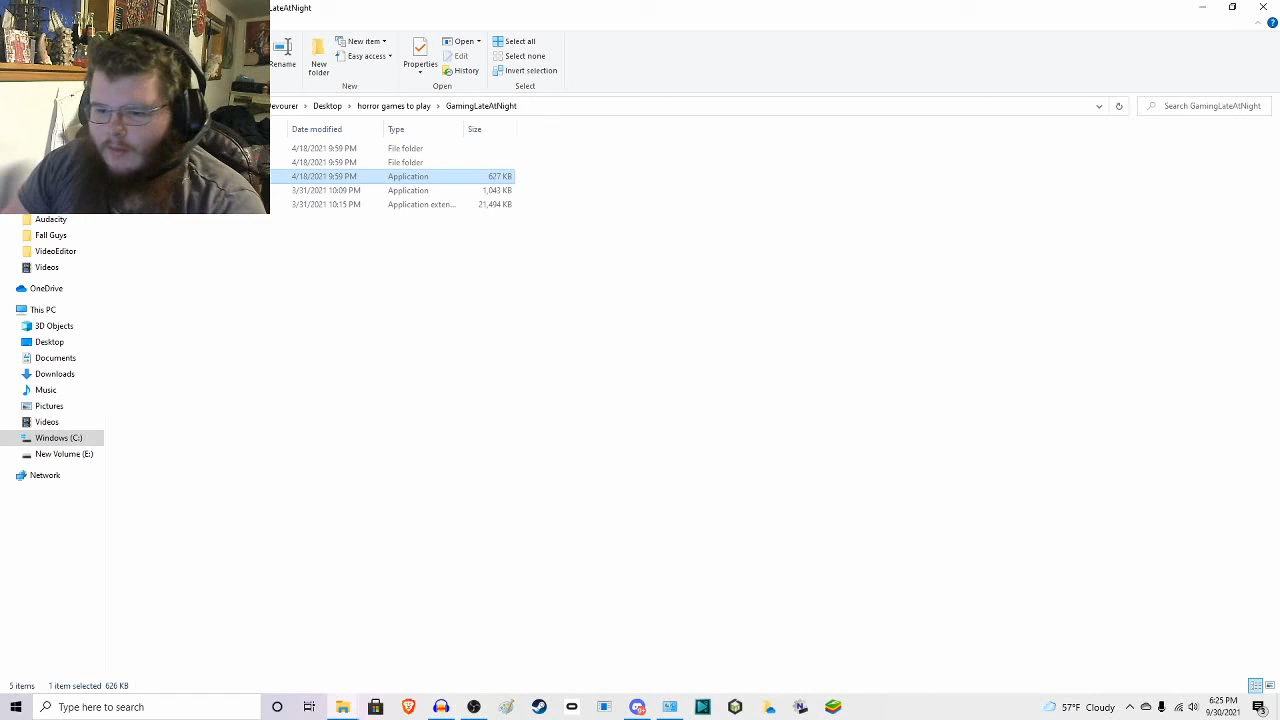 LateAtNight
Rename
New folder
New item
Easy access
New
Properties
Open
Edit
History
Open
Select all
Select none
Invert selection
Select
evourer > Desktop > horror games to play > GamingLateAtNight
Search GamingLateAtNight
Date modified Type Size
4/18/2021 9:59 PM File folder
4/18/2021 9:59 PM File folder
4/18/2021 9:59 PM Application 627 KB
3/31/2021 10:09 PM Application 1,043 KB
3/31/2021 10:15 PM Application exten... 21,494 KB
Audacity
Fall Guys
VideoEditor
Videos
OneDrive
This PC
3D Objects
Desktop
Documents
Downloads
Music
Pictures
Videos
Windows (C:)
New Volume (E:)
Network
5 items 1 item selected 626 KB
Type here to search
57°F Cloudy
6:25 PM
9/30/2021